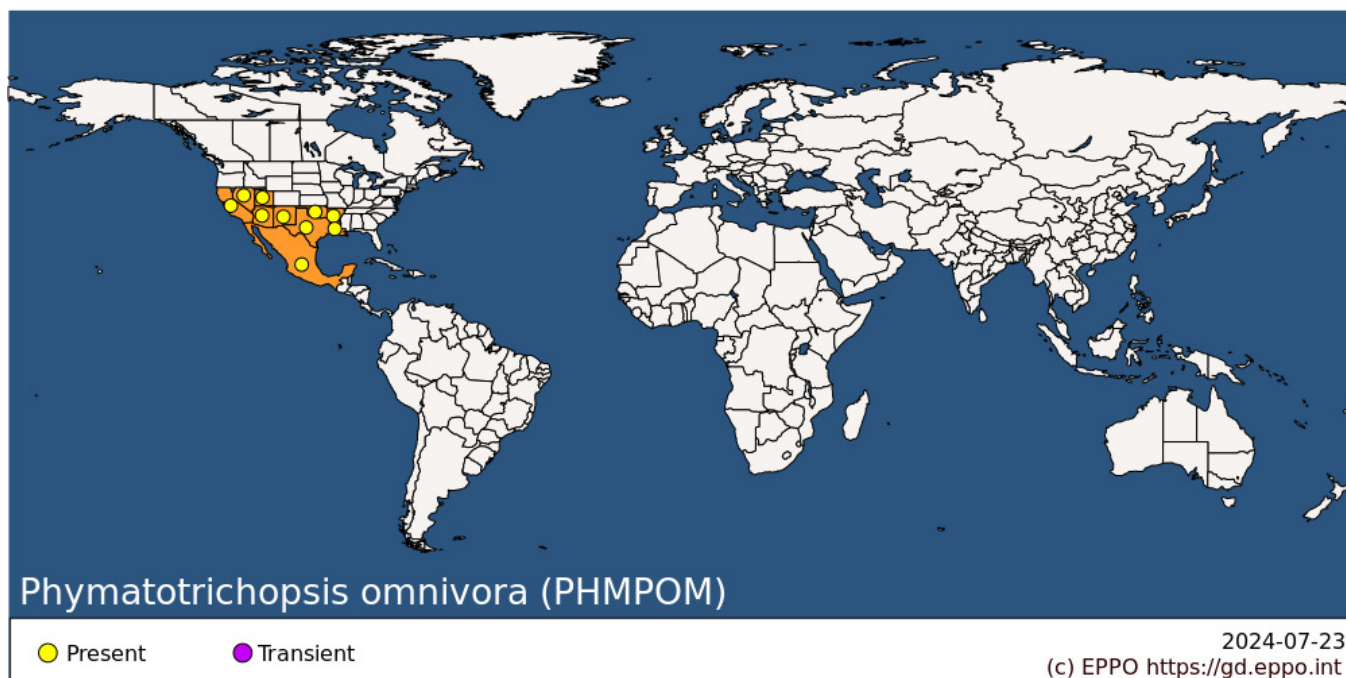 Phymatotrichopsis omnivora (PHMPOM)
Present
Transient
2024-07-23
(c) EPPO https://gd.eppo.int